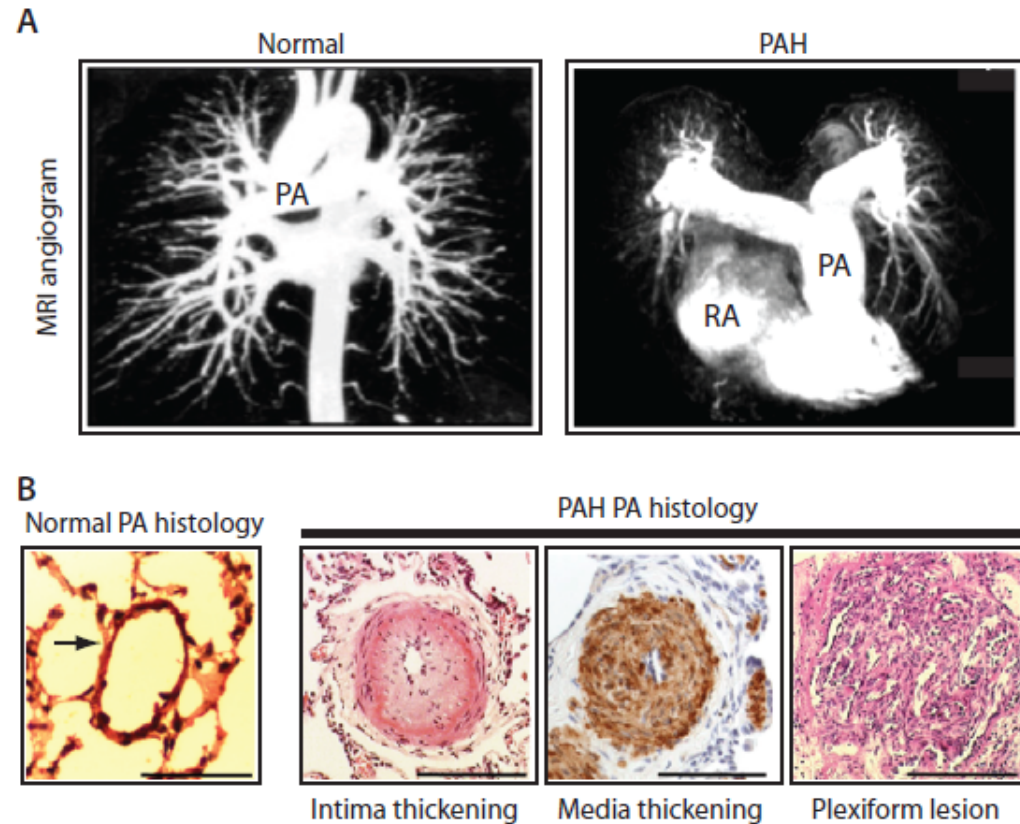 A
Normal
PAH
MRI angiogram
PA
PA
RA
B
Normal PA histology
PAH PA histology
Intima thickening
Media thickening
Plexiform lesion